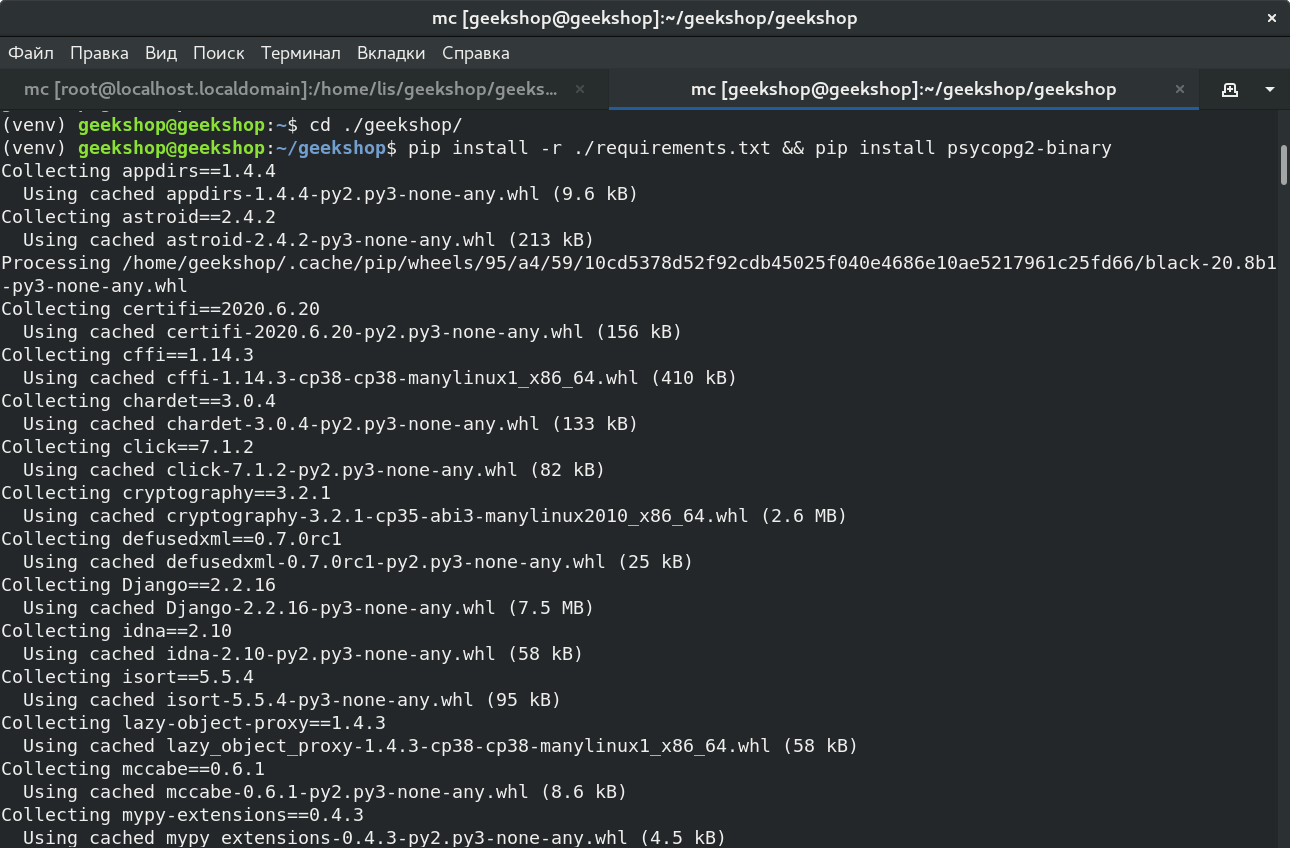 mc [geekshop@geekshop]:~/geekshop/geekshop
Файл Правка Вид Поиск Терминал Вкладки Справка
mc [root@localhost.localdomain]:/home/lis/geekshop/geeks...
mc [geekshop@geekshop]:~/geekshop/geekshop
(venv) geekshop@geekshop:~$ cd ./geekshop/
(venv) geekshop@geekshop:~/geekshop$ pip install -r ./requirements.txt && pip install psycopg2-binary
Collecting appdirs==1.4.4
  Using cached appdirs-1.4.4-py2.py3-none-any.whl (9.6 kB)
Collecting astroid==2.4.2
  Using cached astroid-2.4.2-py3-none-any.whl (213 kB)
Processing /home/geekshop/.cache/pip/wheels/95/a4/59/10cd5378d52f92cdb45025f040e4686e10ae5217961c25fd66/black-20.8b1
-py3-none-any.whl
Collecting certifi==2020.6.20
  Using cached certifi-2020.6.20-py2.py3-none-any.whl (156 kB)
Collecting cffi==1.14.3
  Using cached cffi-1.14.3-cp38-cp38-manylinux1_x86_64.whl (410 kB)
Collecting chardet==3.0.4
  Using cached chardet-3.0.4-py2.py3-none-any.whl (133 kB)
Collecting click==7.1.2
  Using cached click-7.1.2-py2.py3-none-any.whl (82 kB)
Collecting cryptography==3.2.1
  Using cached cryptography-3.2.1-cp35-abi3-manylinux2010_x86_64.whl (2.6 MB)
Collecting defusedxml==0.7.0rc1
  Using cached defusedxml-0.7.0rc1-py2.py3-none-any.whl (25 kB)
Collecting Django==2.2.16
  Using cached Django-2.2.16-py3-none-any.whl (7.5 MB)
Collecting idna==2.10
  Using cached idna-2.10-py2.py3-none-any.whl (58 kB)
Collecting isort==5.5.4
  Using cached isort-5.5.4-py3-none-any.whl (95 kB)
Collecting lazy-object-proxy==1.4.3
  Using cached lazy_object_proxy-1.4.3-cp38-cp38-manylinux1_x86_64.whl (58 kB)
Collecting mccabe==0.6.1
  Using cached mccabe-0.6.1-py2.py3-none-any.whl (8.6 kB)
Collecting mypy-extensions==0.4.3
  Using cached mypy_extensions-0.4.3-py2.py3-none-any.whl (4.5 kB)